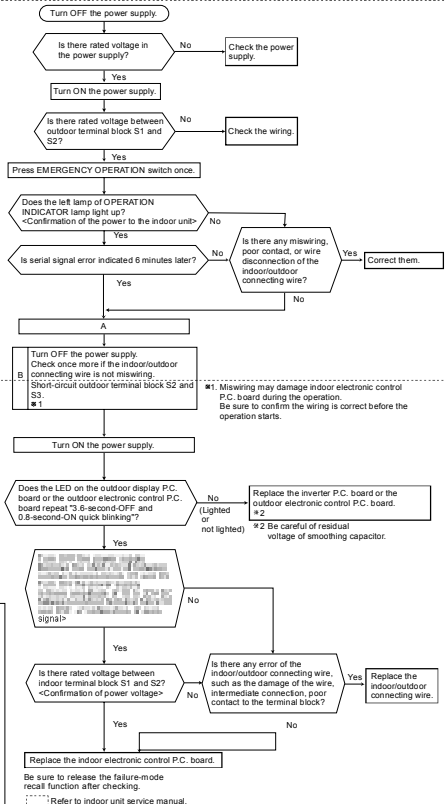 Turn OFF the power supply.
Is there rated voltage in
the power supply?
No
Check the power
supply.
Yes
Turn ON the power supply.
Is there rated voltage between
outdoor terminal block S1 and
S2?
No
Check the wiring.
Yes
Press EMERGENCY OPERATION switch once.
Does the left lamp of OPERATION
INDICATOR lamp light up?
<Confirmation of the power to the indoor unit>
No
Yes
Is serial signal error indicated 6 minutes later?
No
Is there any miswiring,
poor contact, or wire
disconnection of the
indoor/outdoor
connecting wire?
Yes
Correct them.
Yes
No
A
B
Turn OFF the power supply.
Check once more if the indoor/outdoor
connecting wire is not miswiring.
Short-circuit outdoor terminal block S2 and
S3.
※1
※1. Miswiring may damage indoor electronic control
P.C. board during the operation.
Be sure to confirm the wiring is correct before the
operation starts.
Turn ON the power supply.
Does the LED on the outdoor display P.C.
board or the outdoor electronic control P.C.
board repeat "3.6-second-OFF and
0.8-second-ON quick blinking"?
No
(Lighted
or
not lighted)
Replace the inverter P.C. board or the
outdoor electronic control P.C. board.
※2
※2 Be careful of residual
voltage of smoothing capacitor.
Yes
signal>
No
Yes
Is there rated voltage between
indoor terminal block S1 and S2?
<Confirmation of power voltage>
No
Is there any error of the
indoor/outdoor connecting wire,
such as the damage of the wire,
intermediate connection, poor
contact to the terminal block?
Yes
Replace the
indoor/outdoor
connecting wire.
Yes
No
Replace the indoor electronic control P.C. board.
Be sure to release the failure-mode
recall function after checking.
Refer to indoor unit service manual.